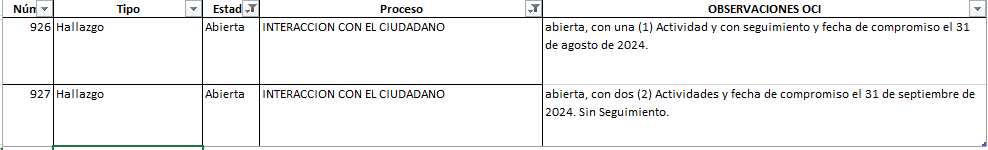 Núm Tipo Estad Proceso OBSERVACIONES OCI
926 Hallazgo Abierta INTERACCION CON EL CIUDADANO abierta, con una (1) Actividad y con seguimiento y fecha de compromiso el 31
de agosto de 2024.
927 Hallazgo Abierta INTERACCION CON EL CIUDADANO abierta, con dos (2) Actividades y fecha de compromiso el 31 de septiembre de
2024. Sin Seguimiento.